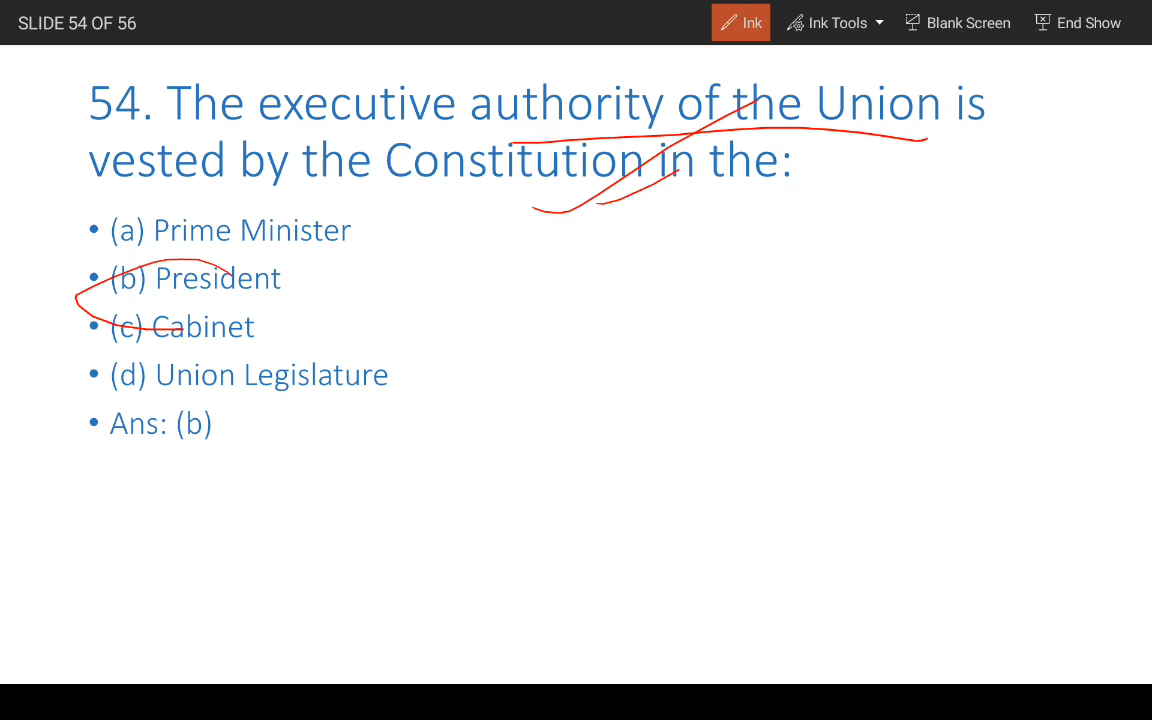 SLIDE 54 OF 56
Ink
Ink Tools
Blank Screen
End Show
54. The executive authority of the Union is
vested by the Constitution in the:
• (a) Prime Minister
• (b) President
• (c) Cabinet
• (d) Union Legislature
• Ans: (b)